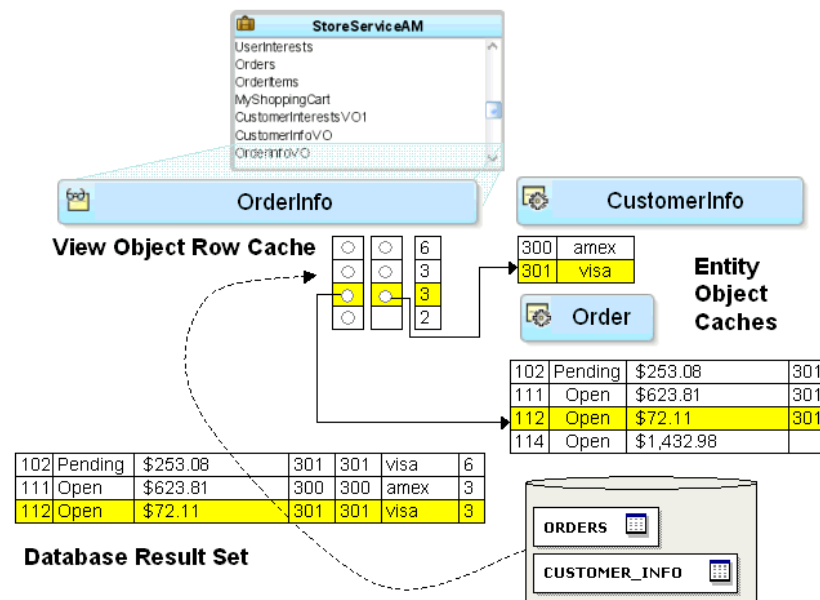 StoreServiceAM
UserInterests
Orders
OrderItems
MyShoppingCart
CustomerInterestsVO1
CustomerInfoVO
OrderInfoVO
OrderInfo
CustomerInfo
View Object Row Cache
6
3
3
2
300 amex
301 visa
Entity
Object
Caches
Order
102 Pending $253.08 301
111 Open $623.81 301
112 Open $72.11 301
114 Open $1,432.98
102 Pending $253.08 301 301 visa 6
111 Open $623.81 300 300 amex 3
112 Open $72.11 301 301 visa 3
Database Result Set
ORDERS
CUSTOMER_INFO